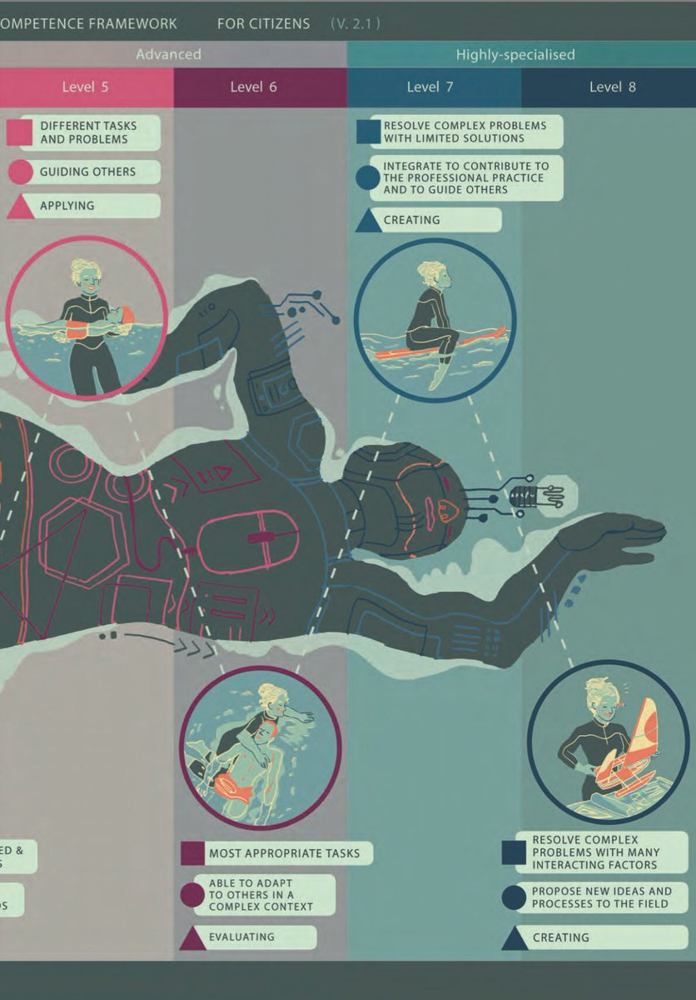 OMPETENCE FRAMEWORK FOR CITIZENS (V. 2.1)
Advanced
Highly-specialised
Level 5
Level 6
Level 7
Level 8
DIFFERENT TASKS
AND PROBLEMS
GUIDING OTHERS
APPLYING
RESOLVE COMPLEX PROBLEMS
WITH LIMITED SOLUTIONS
INTEGRATE TO CONTRIBUTE TO
THE PROFESSIONAL PRACTICE
AND TO GUIDE OTHERS
CREATING
ED &
S
OS
MOST APPROPRIATE TASKS
ABLE TO ADAPT
TO OTHERS IN A
COMPLEX CONTEXT
EVALUATING
RESOLVE COMPLEX
PROBLEMS WITH MANY
INTERACTING FACTORS
PROPOSE NEW IDEAS AND
PROCESSES TO THE FIELD
CREATING